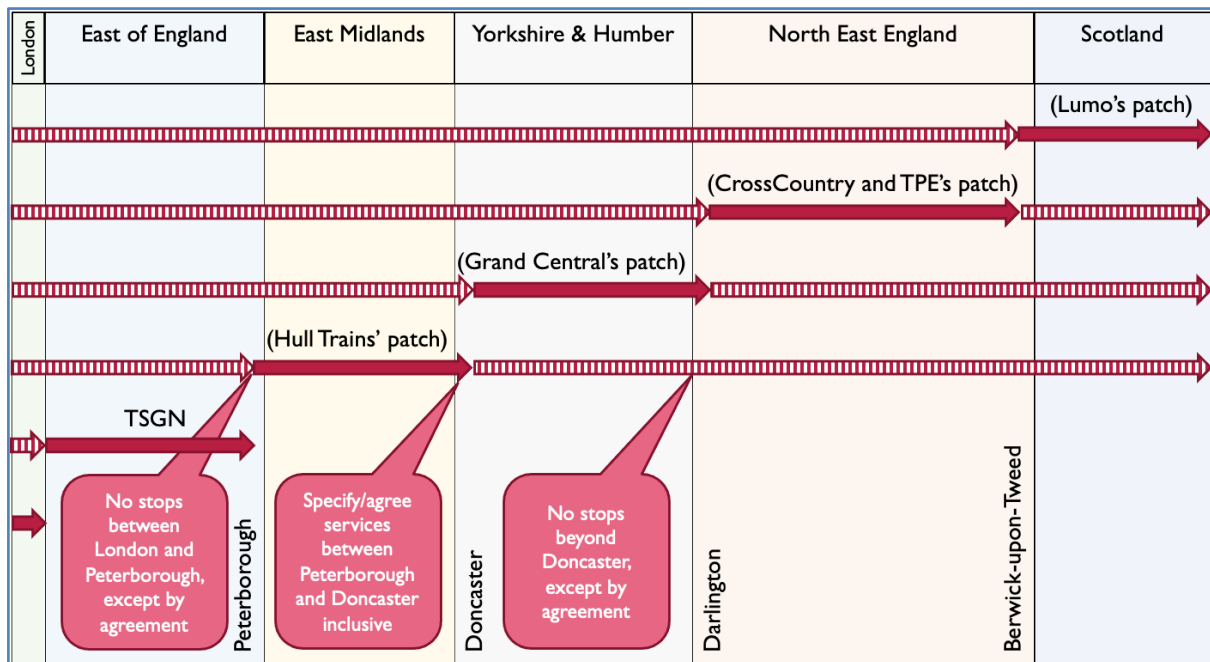 London
East of England
East Midlands
Yorkshire & Humber
North East England
Scotland
(Lumo's patch)
(CrossCountry and TPE's patch)
(Grand Central's patch)
(Hull Trains' patch)
TSGN
No stops
between
London and
Peterborough,
except by
agreement
Peterborough
Specify/agree
services
between
Peterborough
and Doncaster
inclusive
Doncaster
No stops
beyond
Doncaster,
except by
agreement
Darlington
Berwick-upon-Tweed